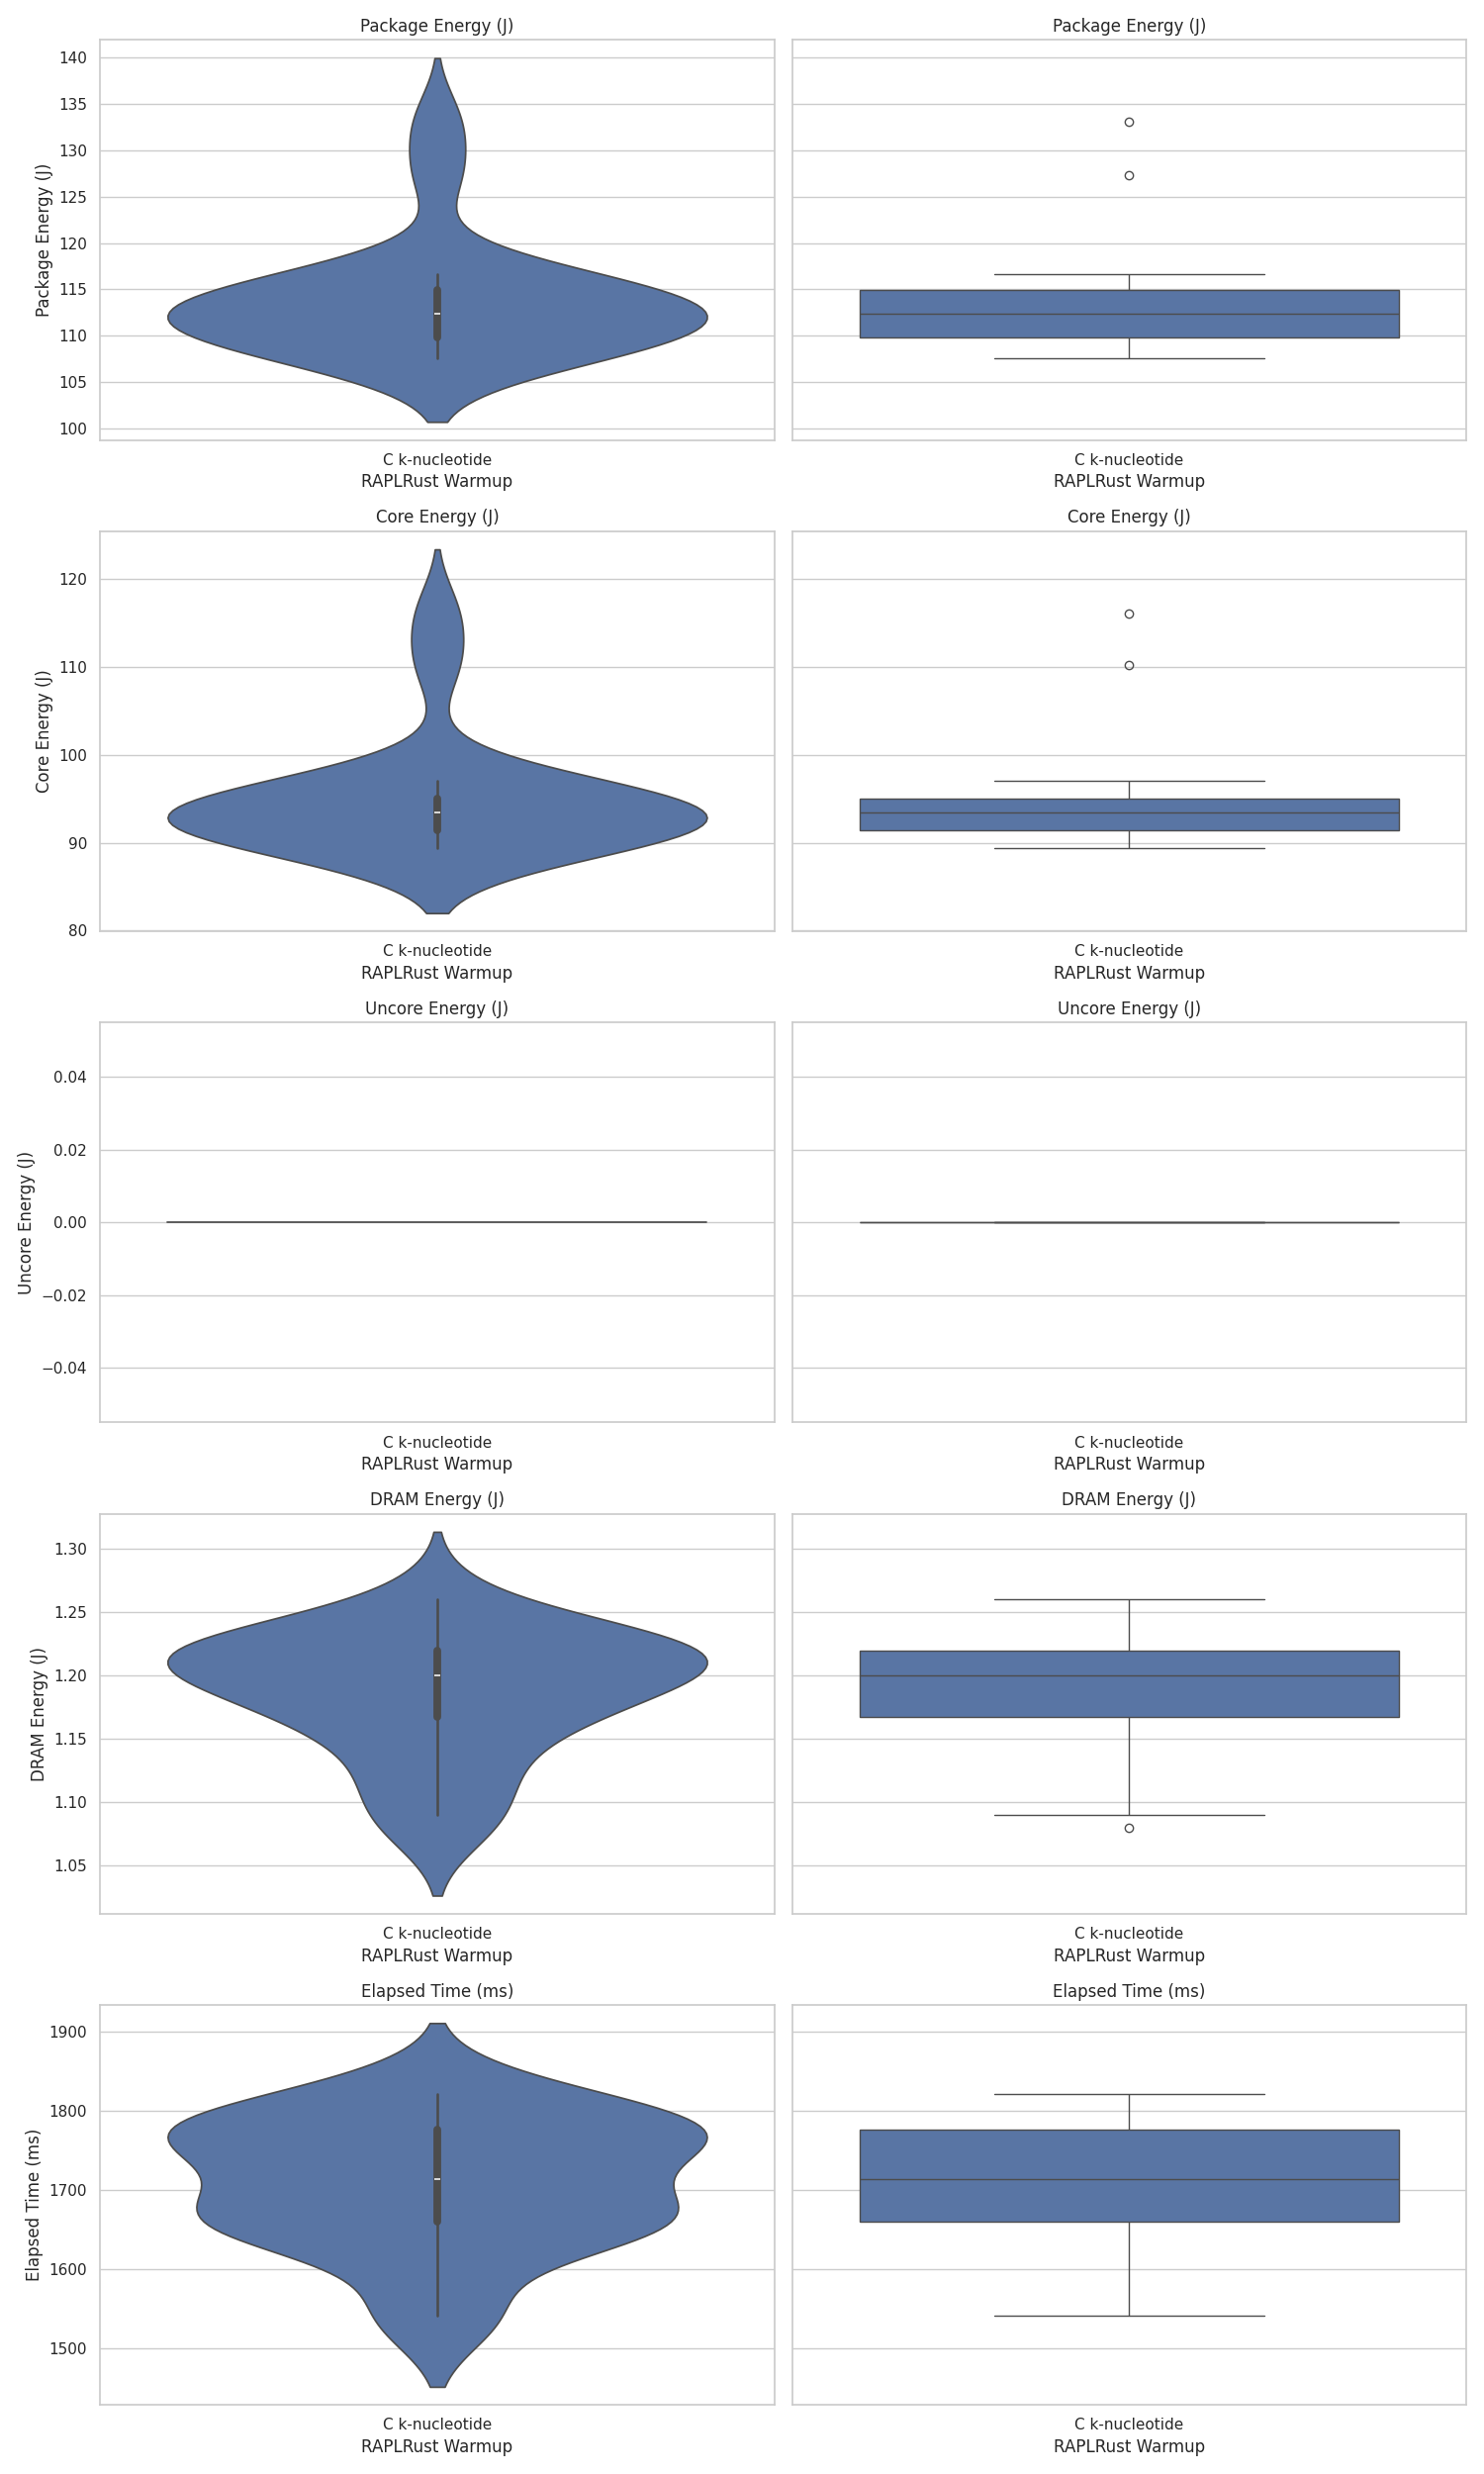 Package Energy (J)
Package Energy (J)
Package Energy (J)
140
135
130
125
120
115
110
105
100
C k-nucleotide
C k-nucleotide
RAPLRust Warmup
RAPLRust Warmup
Core Energy (J)
Core Energy (J)
Core Energy (J)
120
110
100
90
80
C k-nucleotide
C k-nucleotide
RAPLRust Warmup
RAPLRust Warmup
Uncore Energy (J)
Uncore Energy (J)
Uncore Energy (J)
0.04
0.02
0.00
−0.02
−0.04
C k-nucleotide
C k-nucleotide
RAPLRust Warmup
RAPLRust Warmup
DRAM Energy (J)
DRAM Energy (J)
DRAM Energy (J)
1.30
1.25
1.20
1.15
1.10
1.05
C k-nucleotide
C k-nucleotide
RAPLRust Warmup
RAPLRust Warmup
Elapsed Time (ms)
Elapsed Time (ms)
Elapsed Time (ms)
1900
1800
1700
1600
1500
C k-nucleotide
C k-nucleotide
RAPLRust Warmup
RAPLRust Warmup